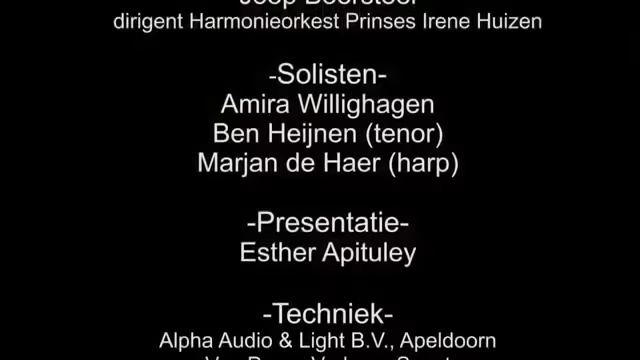 dirigent Harmonieorkest Prinses Irene Huizen
-Solisten-
Amira Willighagen
Ben Heijnen (tenor)
Marjan de Haer (harp)
-Presentatie-
Esther Apituley
-Techniek-
Alpha Audio & Light B.V., Apeldoorn